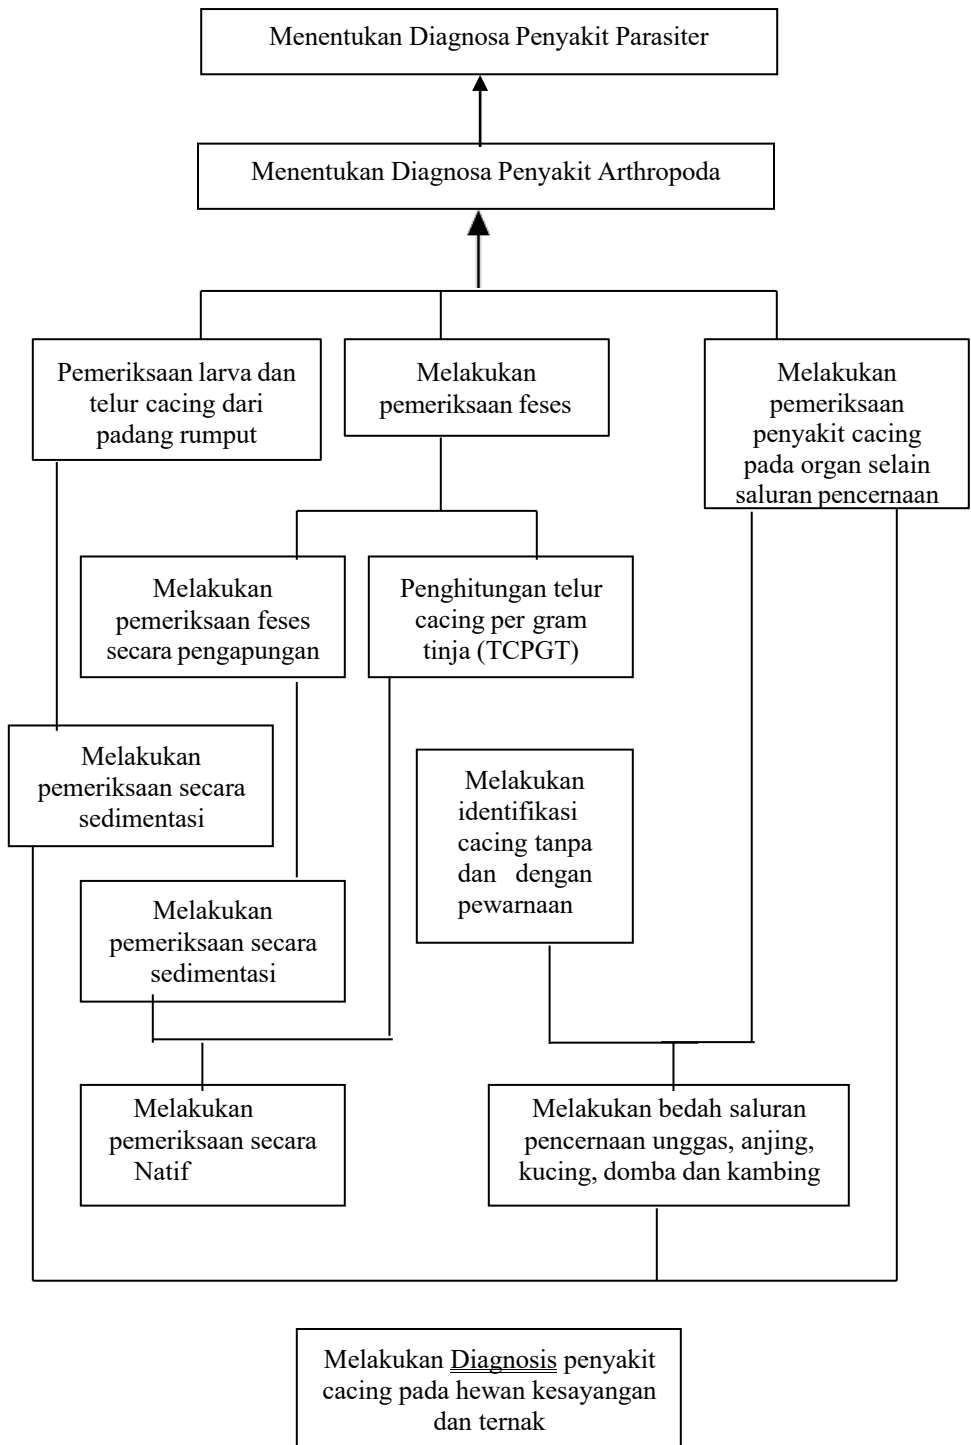 Menentukan Diagnosa Penyakit Parasiter
Menentukan Diagnosa Penyakit Arthropoda
Pemeriksaan larva dan
telur cacing dari
padang rumput
Melakukan
pemeriksaan feses
Melakukan
pemeriksaan
penyakit cacing
pada organ selain
saluran pencernaan
Melakukan
pemeriksaan feses
secara pengapungan
Penghitungan telur
cacing per gram
tinja (TCPGT)
Melakukan
pemeriksaan secara
sedimentasi
Melakukan
identifikasi
cacing tanpa
dan dengan
pewarnaan
Melakukan
pemeriksaan secara
sedimentasi
Melakukan
pemeriksaan secara
Natif
Melakukan bedah saluran
pencernaan unggas, anjing,
kucing, domba dan kambing
Melakukan Diagnosis penyakit
cacing pada hewan kesayangan
dan ternak